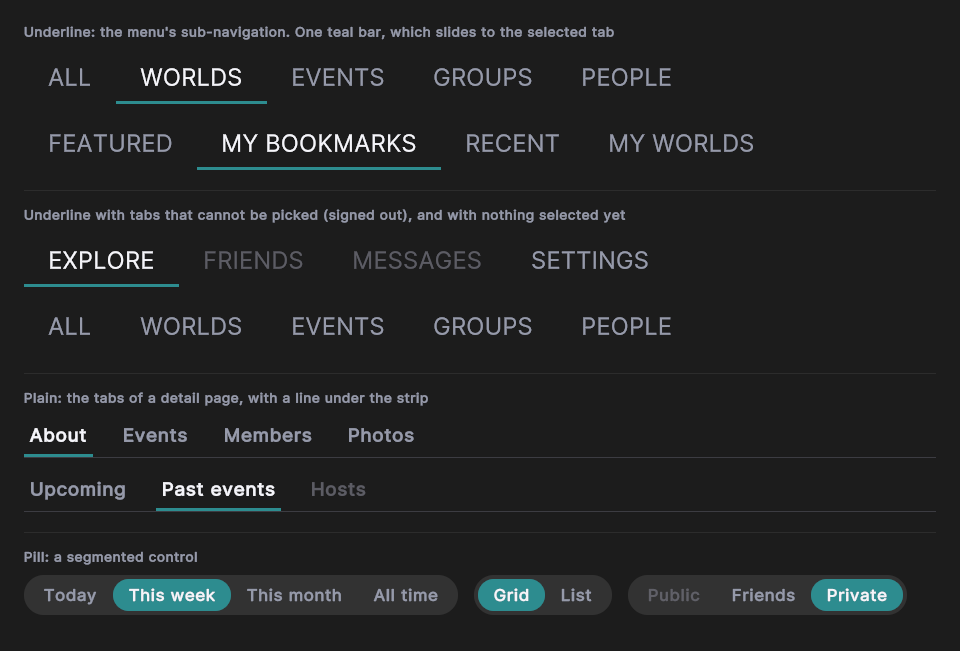 Underline: the menu's sub-navigation. One teal bar, which slides to the selected tab
ALL WORLDS EVENTS GROUPS PEOPLE
FEATURED MY BOOKMARKS RECENT MY WORLDS
Underline with tabs that cannot be picked (signed out), and with nothing selected yet
EXPLORE FRIENDS MESSAGES SETTINGS
ALL WORLDS EVENTS GROUPS PEOPLE
Plain: the tabs of a detail page, with a line under the strip
About Events Members Photos
Upcoming Past events Hosts
Pill: a segmented control
Today This week This month All time Grid List Public Friends Private